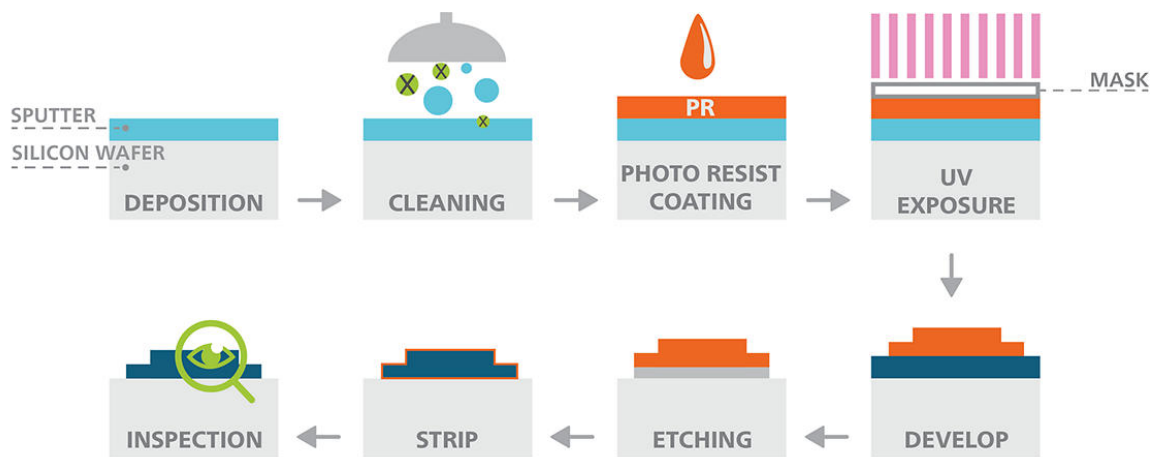 SPUTTER
SILICON WAFER
DEPOSITION
CLEANING
PR
PHOTO RESIST
COATING
MASK
UV
EXPOSURE
INSPECTION
STRIP
ETCHING
DEVELOP